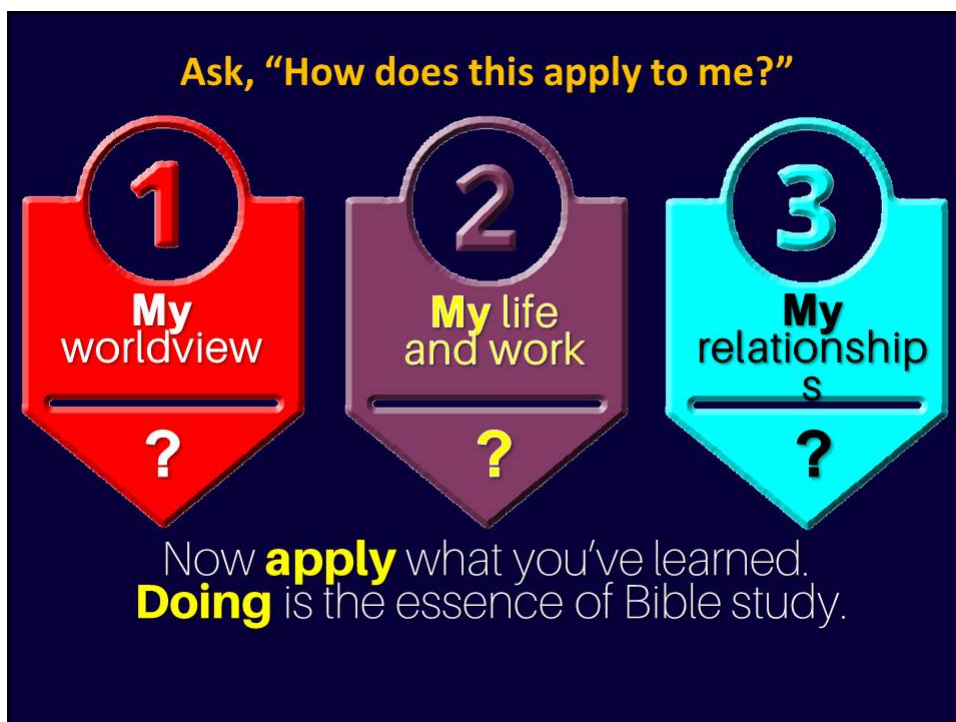 Ask, “How does this apply to me?”
1
My
worldview
?
2
My life
and work
?
3
My
relationship
s
?
Now apply what you’ve learned.
Doing is the essence of Bible study.